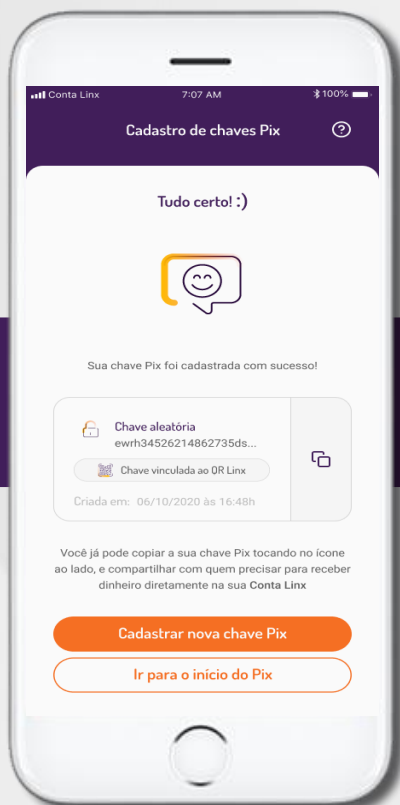 Conta Linx 7:07 AM 100%
Cadastro de chaves Pix ?
Tudo certo! :)
Sua chave Pix foi cadastrada com sucesso!
Chave aleatória
ewrh34526214862735ds...
Chave vinculada ao QR Linx
Criada em: 06/10/2020 às 16:48h
Você já pode copiar a sua chave Pix tocando no ícone
ao lado, e compartilhar com quem precisar para receber
dinheiro diretamente na sua Conta Linx
Cadastrar nova chave Pix
Ir para o início do Pix